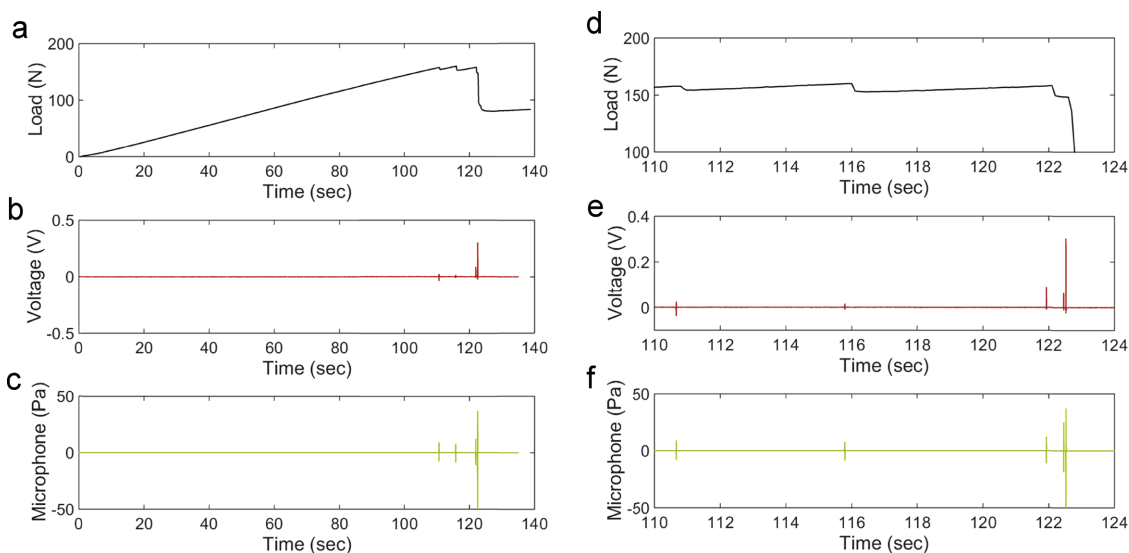 a
Load (N)
200
100
0
0 20 40 60 80 100 120 140
Time (sec)
b
Voltage (V)
0.5
0
-0.5
0 20 40 60 80 100 120 140
Time (sec)
c
Microphone (Pa)
50
0
-50
0 20 40 60 80 100 120 140
Time (sec)
d
Load (N)
200
150
100
110 112 114 116 118 120 122 124
Time (sec)
e
Voltage (V)
0.4
0.2
0
110 112 114 116 118 120 122 124
Time (sec)
f
Microphone (Pa)
50
0
-50
110 112 114 116 118 120 122 124
Time (sec)